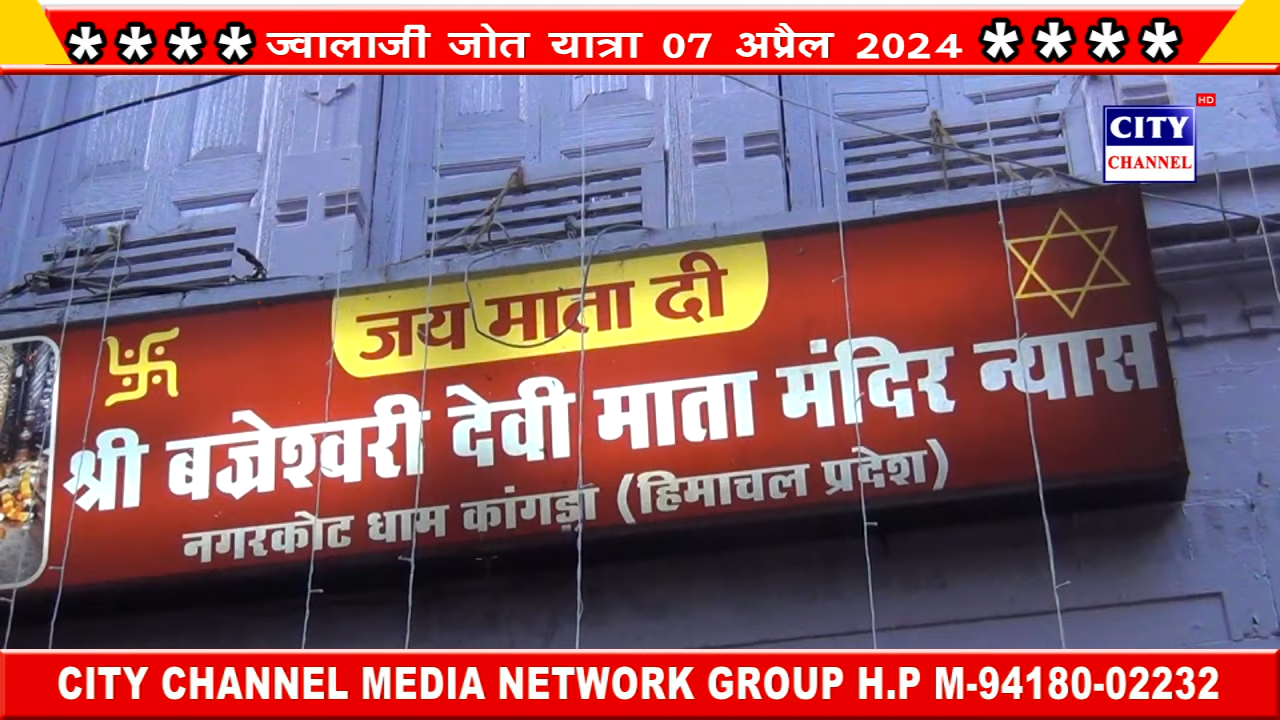 **** ज्वालाजी जोत यात्रा 07 अप्रैल 2024 ****
HD
CITY
CHANNEL
जय माता दी
श्री बज्रेश्वरी देवी माता मंदिर न्यास
नगरकोट धाम कांगड़ा (हिमाचल प्रदेश)
CITY CHANNEL MEDIA NETWORK GROUP H.P M-94180-02232